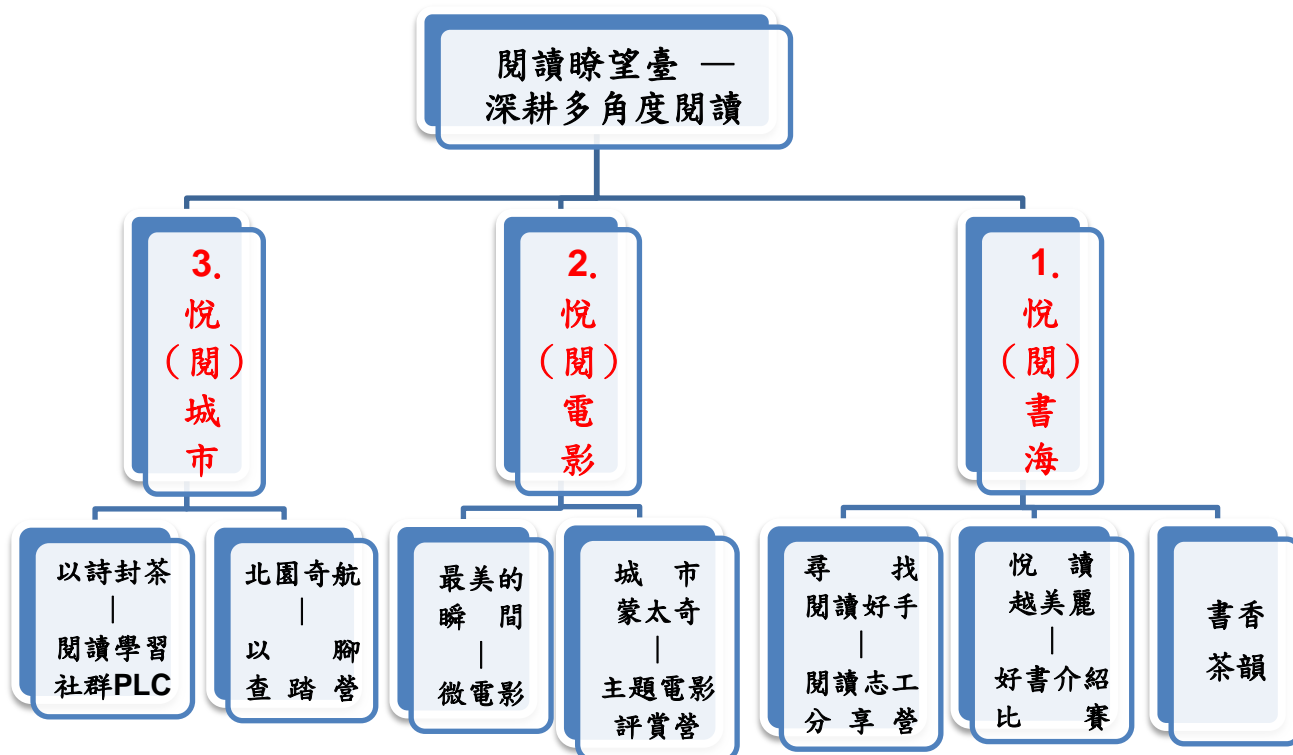 閱讀瞭望臺 —
深耕多角度閱讀
3.
悅
（閱）
城
市
2.
悅
（閱）
電
影
1.
悅
（閱）
書
海
以詩封茶
|
閱讀學習
社群PLC
北園奇航
|
以腳
查踏營
最美的
瞬間
|
微電影
城市
蒙太奇
|
主題電影
評賞營
尋找
閱讀好手
|
閱讀志工
分享營
悅讀
越美麗
|
好書介紹
比賽
書香
茶韻